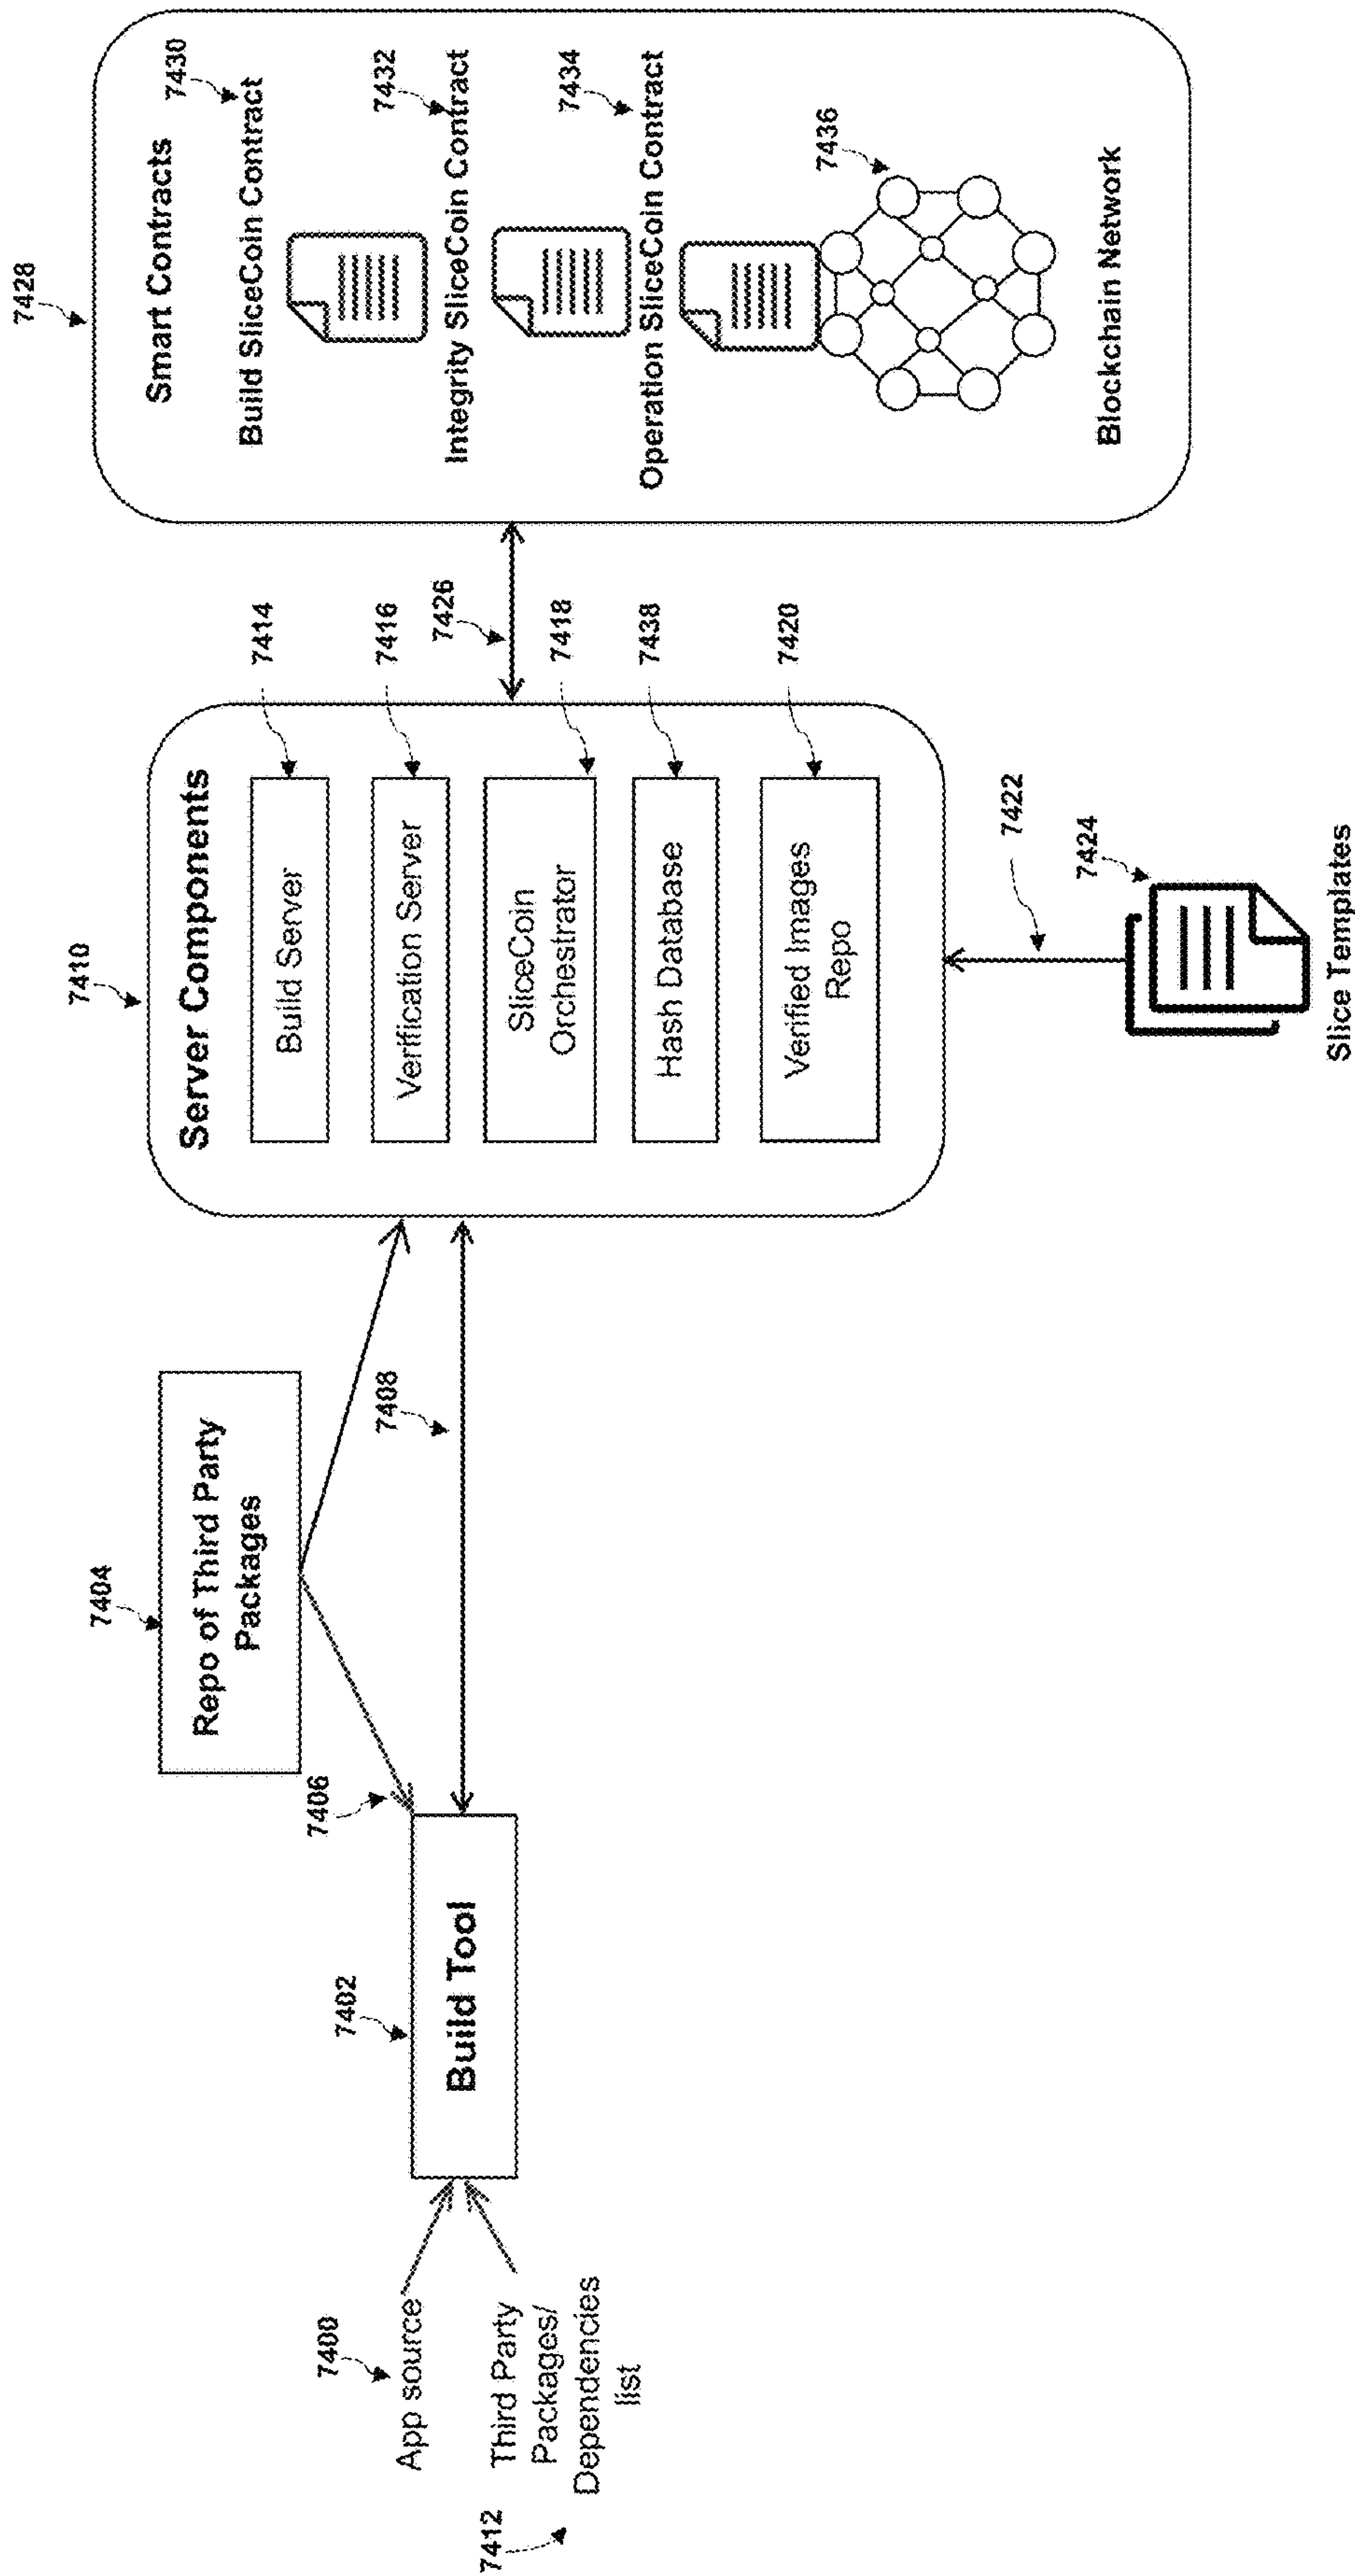 7400
App source
7412
Third Party
Packages/
Dependencies
list
7402
Build Tool
7406
7404
Repo of Third Party
Packages
7408
7410
Server Components
Build Server
7414
Verification Server
7416
SliceCoin
Orchestrator
7418
Hash Database
7438
Verified Images
Repo
7420
7422
7424
Slice Templates
7426
7428
Smart Contracts
7430
Build SliceCoin Contract
7432
Integrity SliceCoin Contract
7434
Operation SliceCoin Contract
7436
Blockchain Network